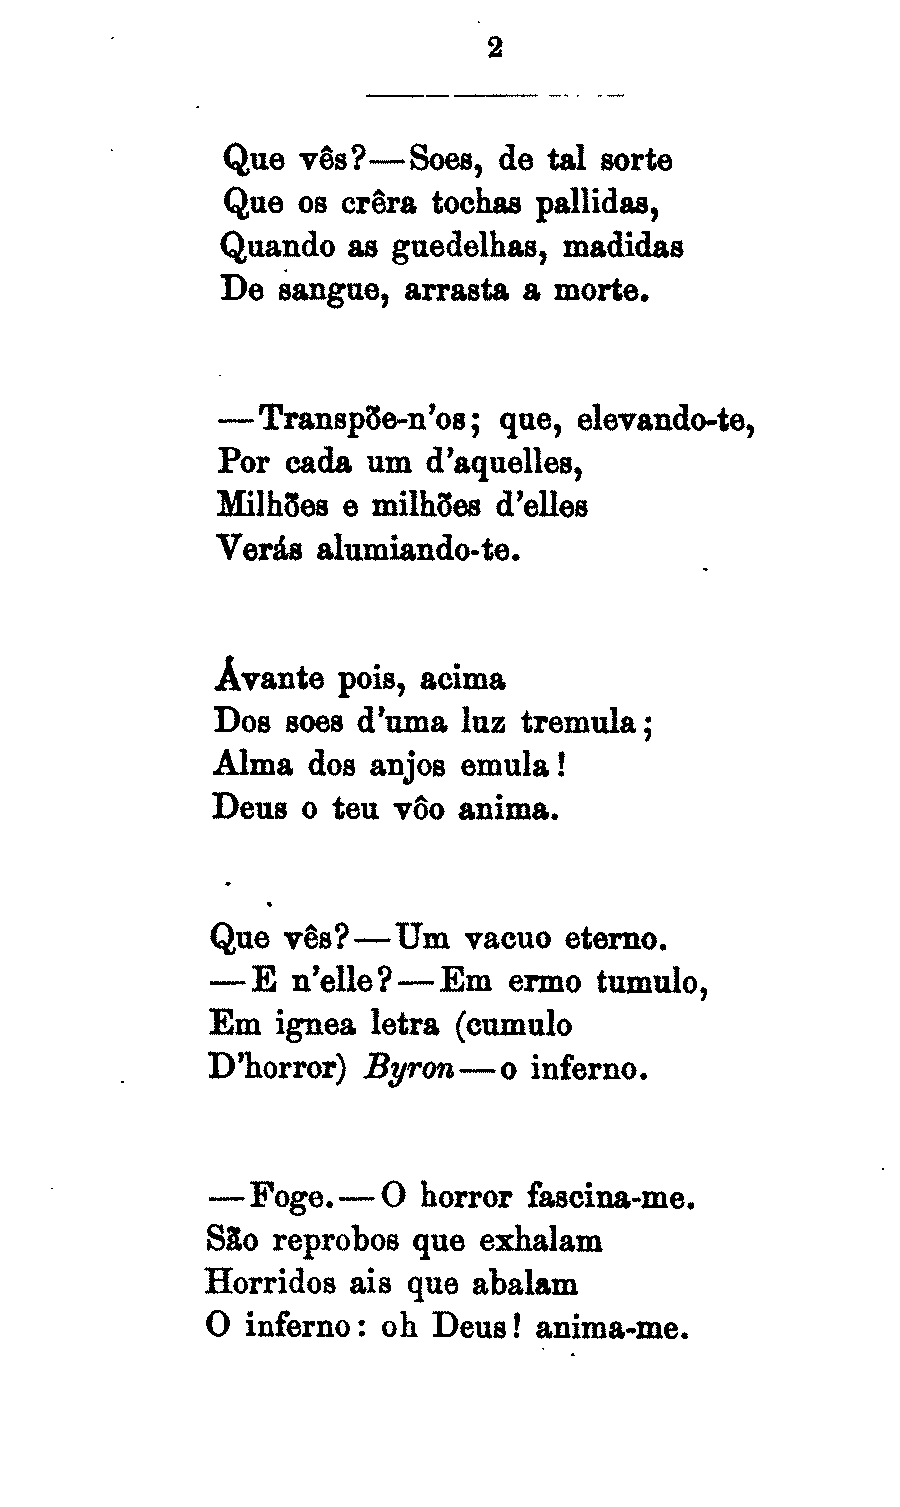 2
Que vês?—Soes, de tal sorte
Que os crêra tochas pallidas,
Quando as guedelhas, madidas
De sangue, arrasta a morte.
—Transpõe-n'os; que, elevando-te,
Por cada um d'aquelles,
Milhões e milhões d'elles
Verás alumiando-te.
Ávante pois, acima
Dos soes d'uma luz tremula;
Alma dos anjos emula!
Deus o teu vôo anima.
Que vês?—Um vacuo eterno.
—E n'elle?—Em ermo tumulo,
Em ignea letra (cumulo
D'horror) Byron—o inferno.
—Foge.—O horror fascina-me.
São reprobos que exhalam
Horridos ais que abalam
O inferno: oh Deus! anima-me.